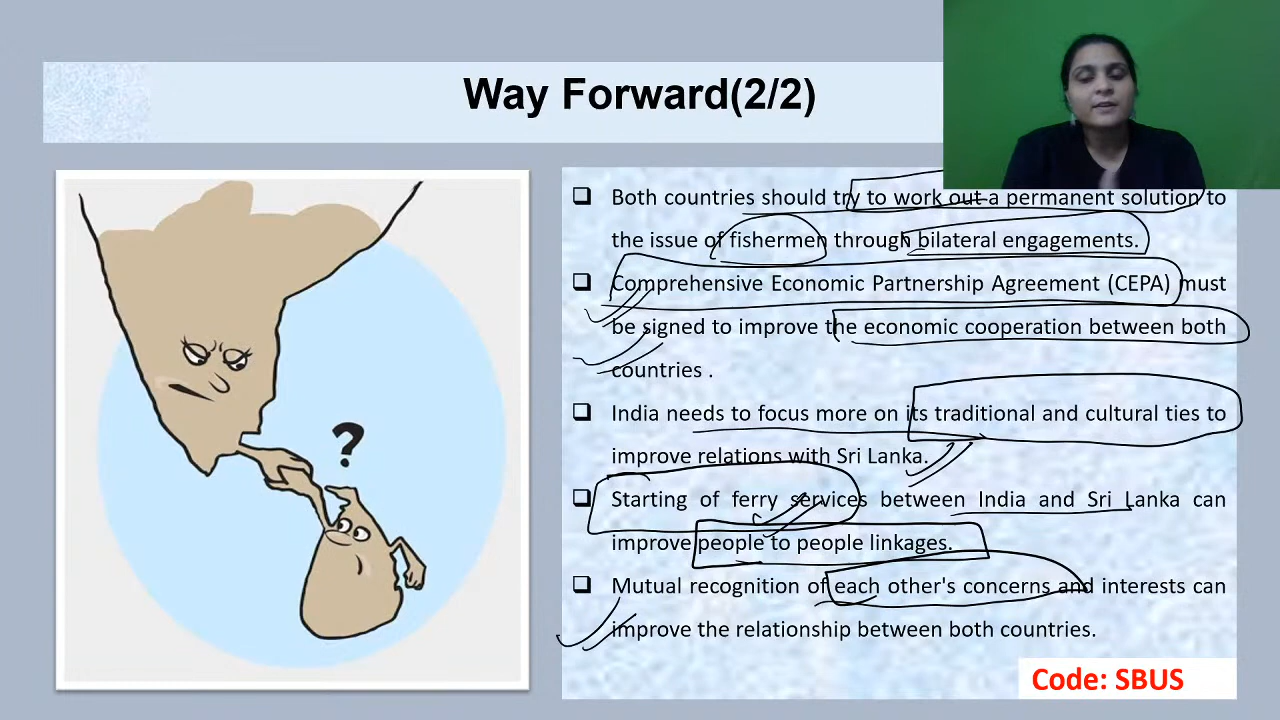 Way Forward(2/2)
❑ Both countries should try to work out a permanent solution to
the issue of fishermen through bilateral engagements.
❑ Comprehensive Economic Partnership Agreement (CEPA) must
be signed to improve the economic cooperation between both
countries .
❑ India needs to focus more on its traditional and cultural ties to
improve relations with Sri Lanka.
❑ Starting of ferry services between India and Sri Lanka can
improve people to people linkages.
❑ Mutual recognition of each other's concerns and interests can
improve the relationship between both countries.
?
Code: SBUS